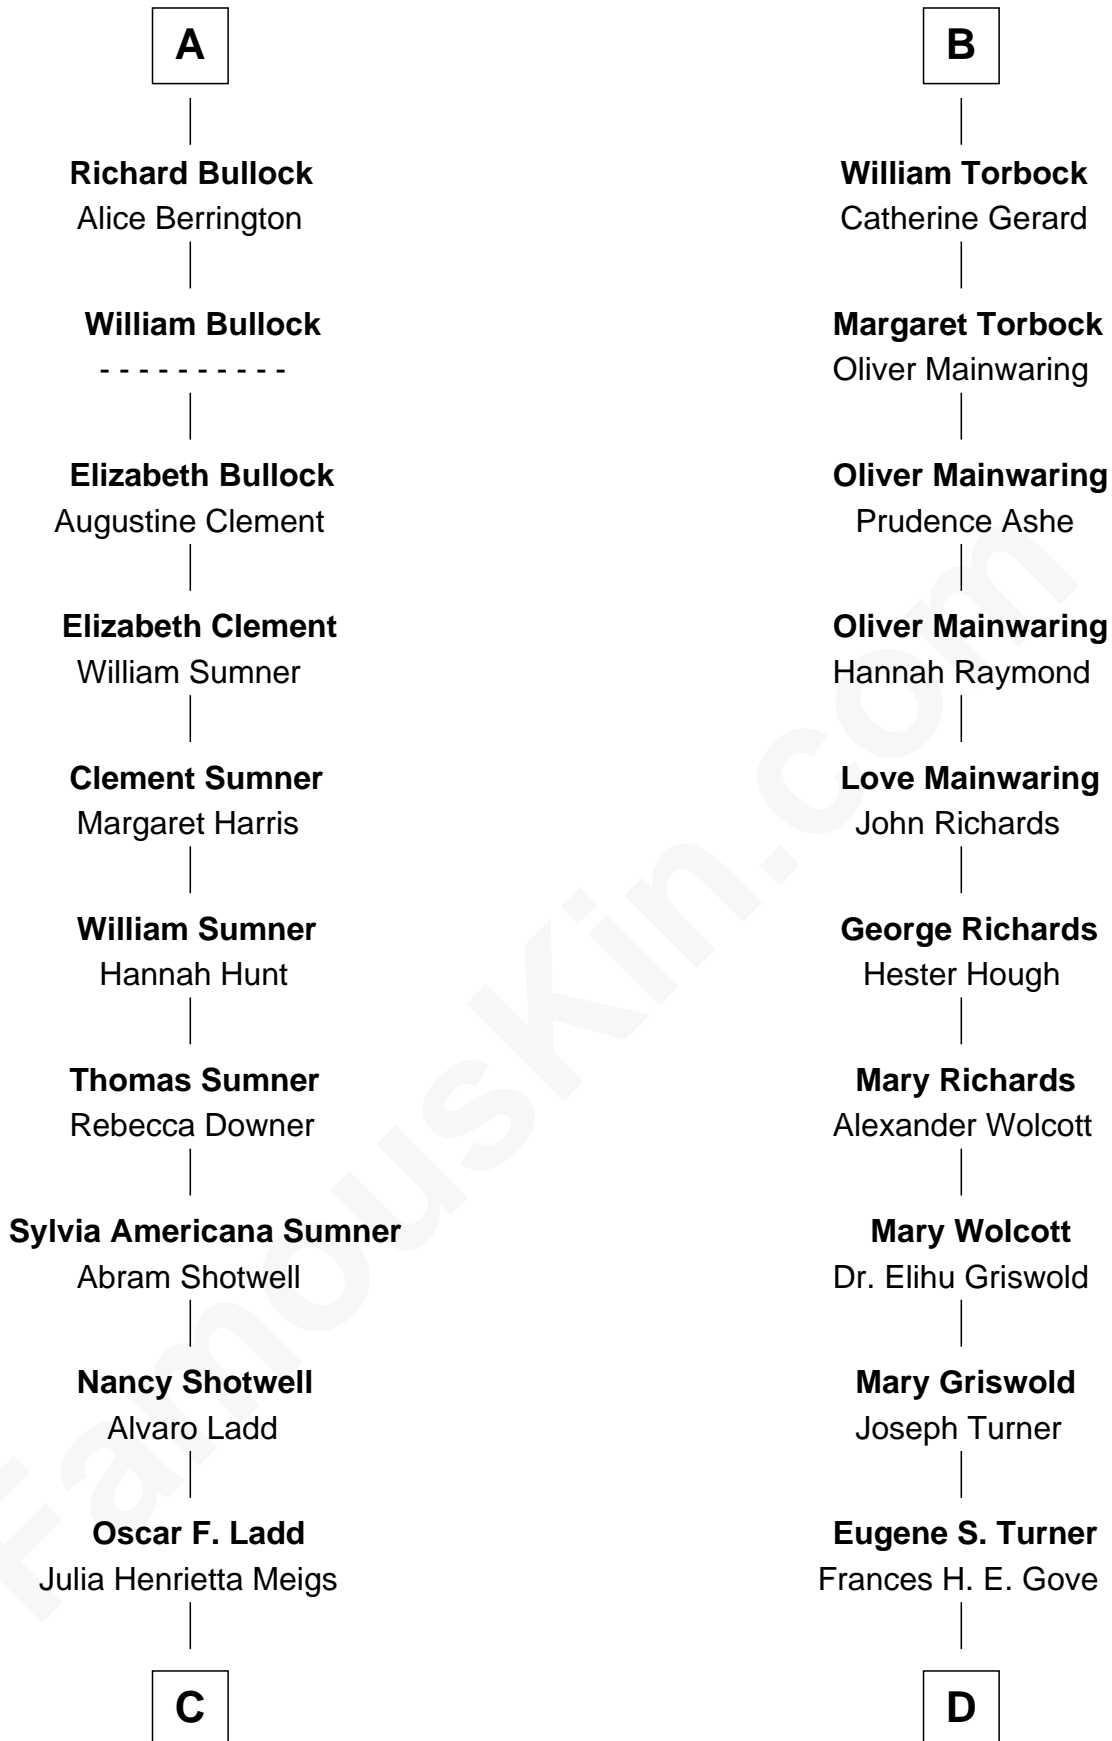 A
Richard Bullock
Alice Berrington
William Bullock
- - - - - - - - - -
Elizabeth Bullock
Augustine Clement
Elizabeth Clement
William Sumner
Clement Sumner
Margaret Harris
William Sumner
Hannah Hunt
Thomas Sumner
Rebecca Downer
Sylvia Americana Sumner
Abram Shotwell
Nancy Shotwell
Alvaro Ladd
Oscar F. Ladd
Julia Henrietta Meigs
C
B
William Torbock
Catherine Gerard
Margaret Torbock
Oliver Mainwaring
Oliver Mainwaring
Prudence Ashe
Oliver Mainwaring
Hannah Raymond
Love Mainwaring
John Richards
George Richards
Hester Hough
Mary Richards
Alexander Wolcott
Mary Wolcott
Dr. Elihu Griswold
Mary Griswold
Joseph Turner
Eugene S. Turner
Frances H. E. Gove
D
FamousKin.com